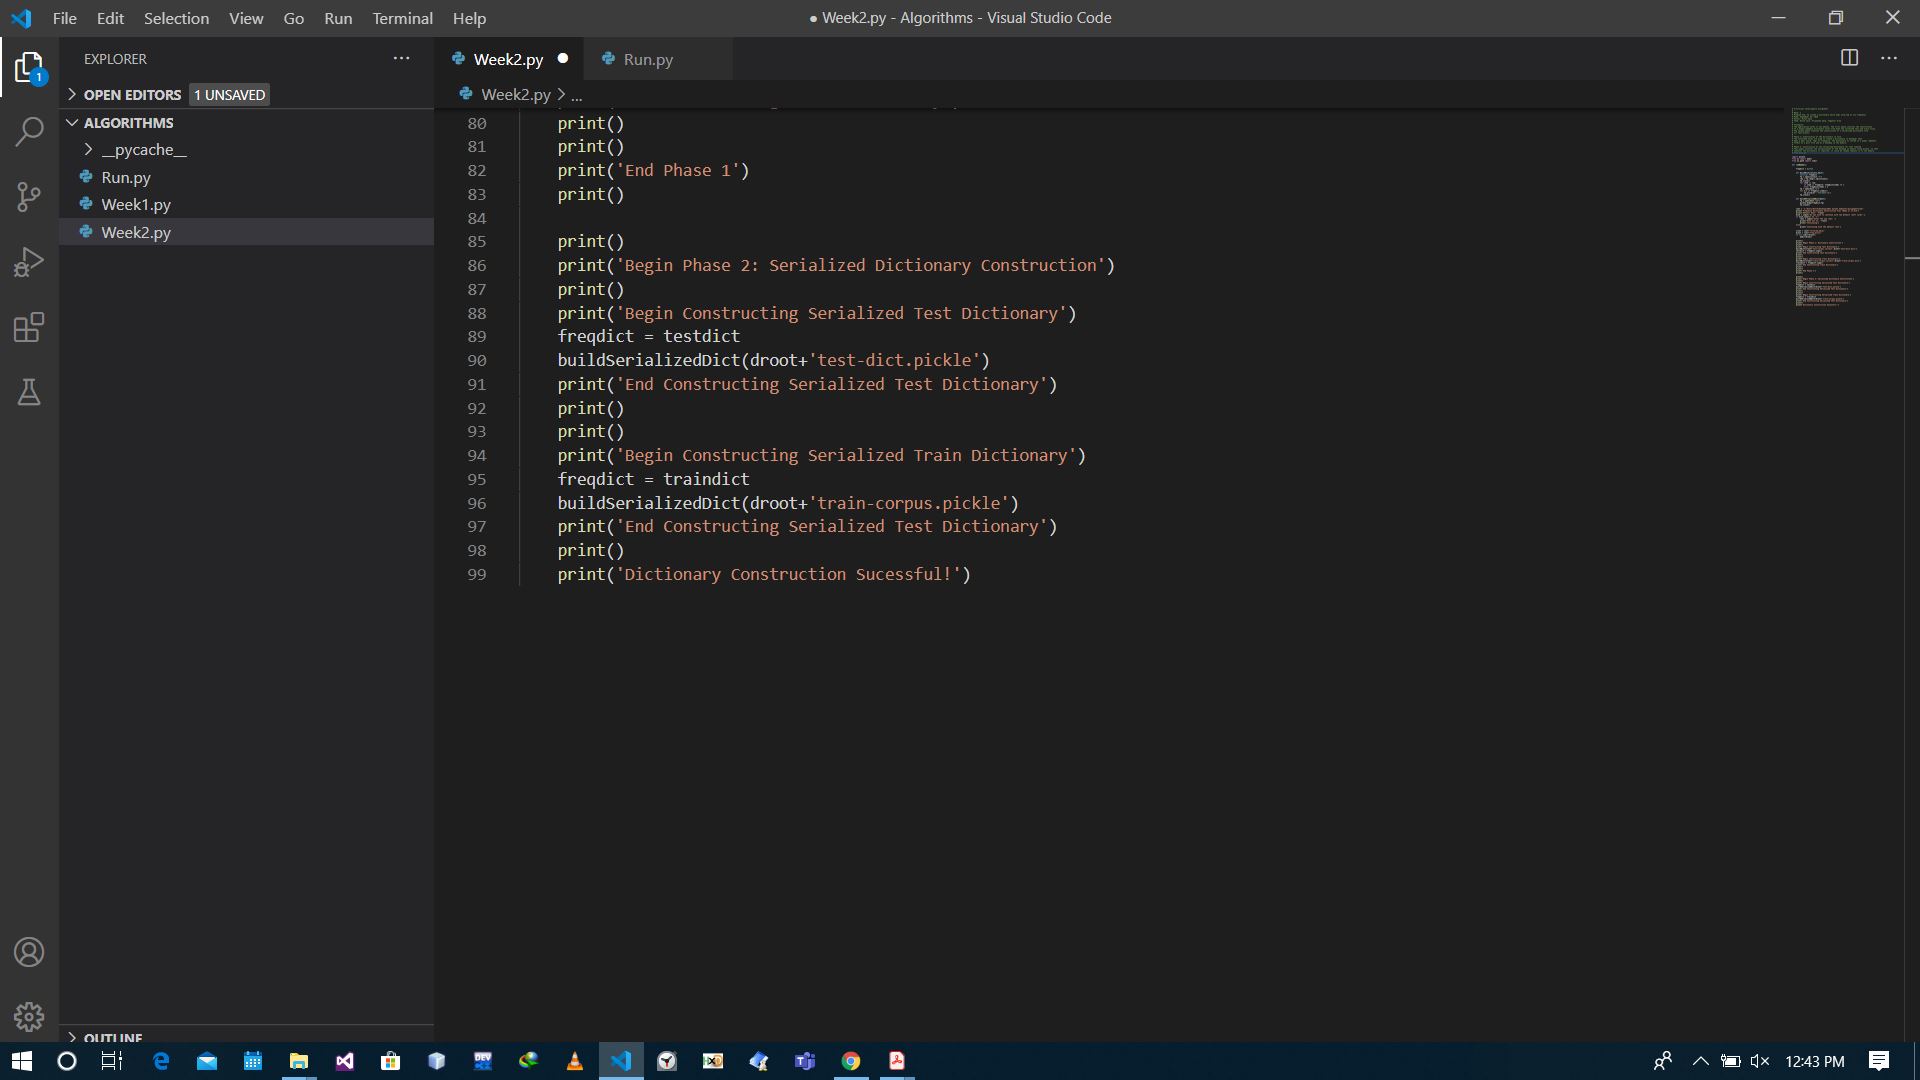 File Edit Selection View Go Run Terminal Help
● Week2.py - Algorithms - Visual Studio Code
EXPLORER
OPEN EDITORS 1 UNSAVED
ALGORITHMS
__pycache__
Run.py
Week1.py
Week2.py
OUTLINE
1
Week2.py
Run.py
Week2.py > ...
80 print()
81 print()
82 print('End Phase 1')
83 print()
84
85 print()
86 print('Begin Phase 2: Serialized Dictionary Construction')
87 print()
88 print('Begin Constructing Serialized Test Dictionary')
89 freqdict = testdict
90 buildSerializedDict(droot+'test-dict.pickle')
91 print('End Constructing Serialized Test Dictionary')
92 print()
93 print()
94 print('Begin Constructing Serialized Train Dictionary')
95 freqdict = traindict
96 buildSerializedDict(droot+'train-corpus.pickle')
97 print('End Constructing Serialized Test Dictionary')
98 print()
99 print('Dictionary Construction Sucessful!')
DEV
12:43 PM